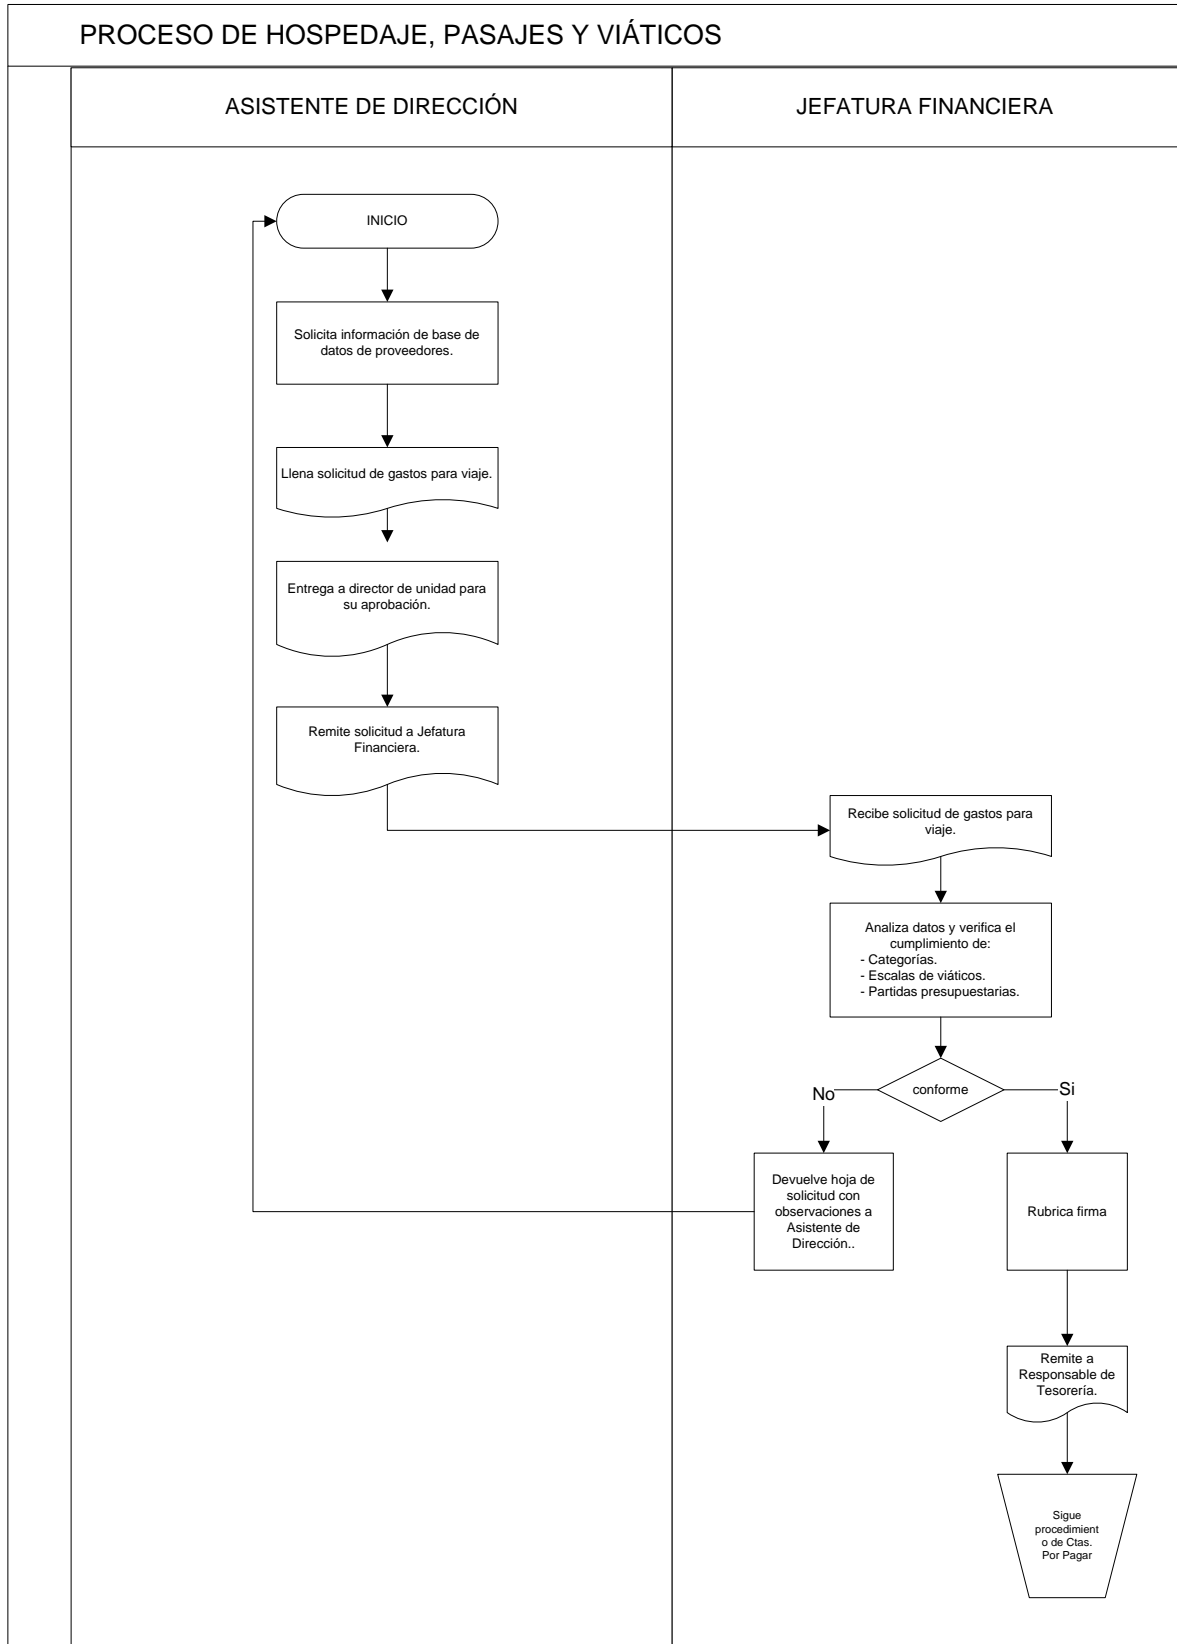 PROCESO DE HOSPEDAJE, PASAJES Y VIÁTICOS
ASISTENTE DE DIRECCIÓN
JEFATURA FINANCIERA
INICIO
Solicita información de base de
datos de proveedores.
Llena solicitud de gastos para viaje.
Entrega a director de unidad para
su aprobación.
Remite solicitud a Jefatura
Financiera.
Recibe solicitud de gastos para
viaje.
Analiza datos y verifica el
cumplimiento de:
- Categorías.
- Escalas de viáticos.
- Partidas presupuestarias.
conforme
No
Si
Devuelve hoja de
solicitud con
observaciones a
Asistente de
Dirección..
Rubrica firma
Remite a
Responsable de
Tesorería.
Sigue
procedimient
o de Ctas.
Por Pagar